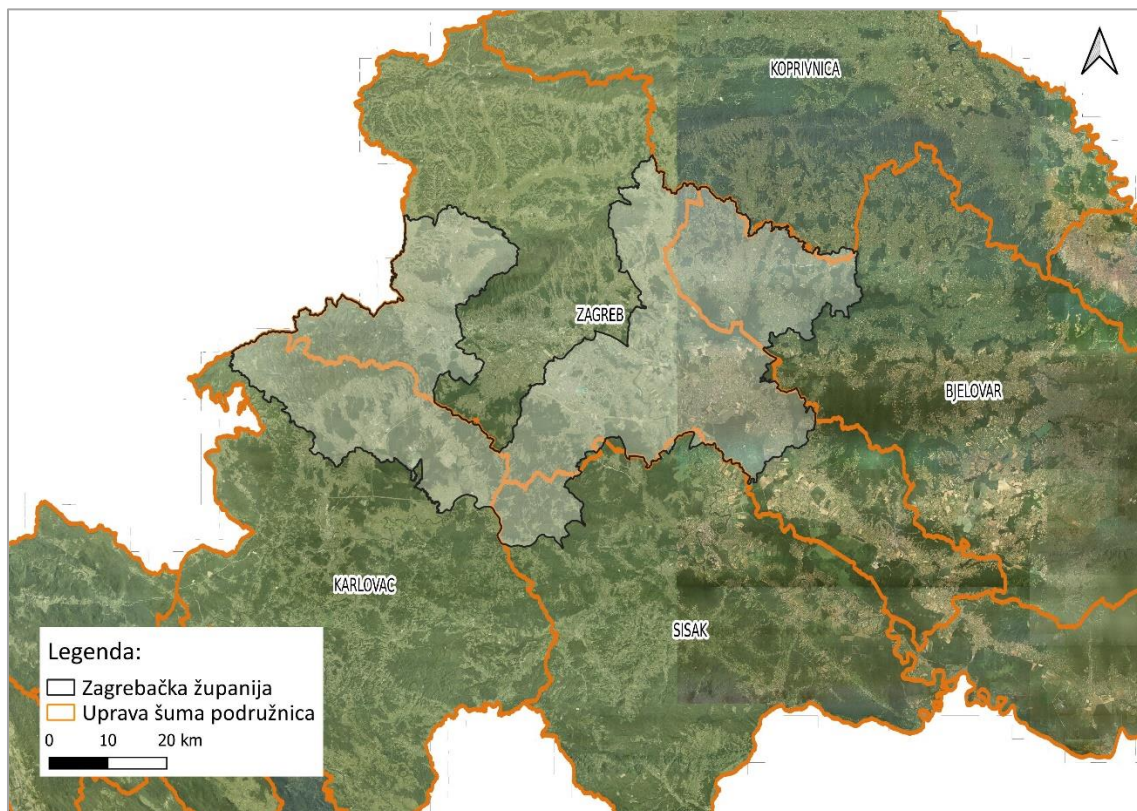 KOPRIVNICA
ZAGREB
BJELOVAR
KARLOVAC
SISAK
Legenda:
Zagrebačka županija
Uprava šuma podružnica
0 10 20 km